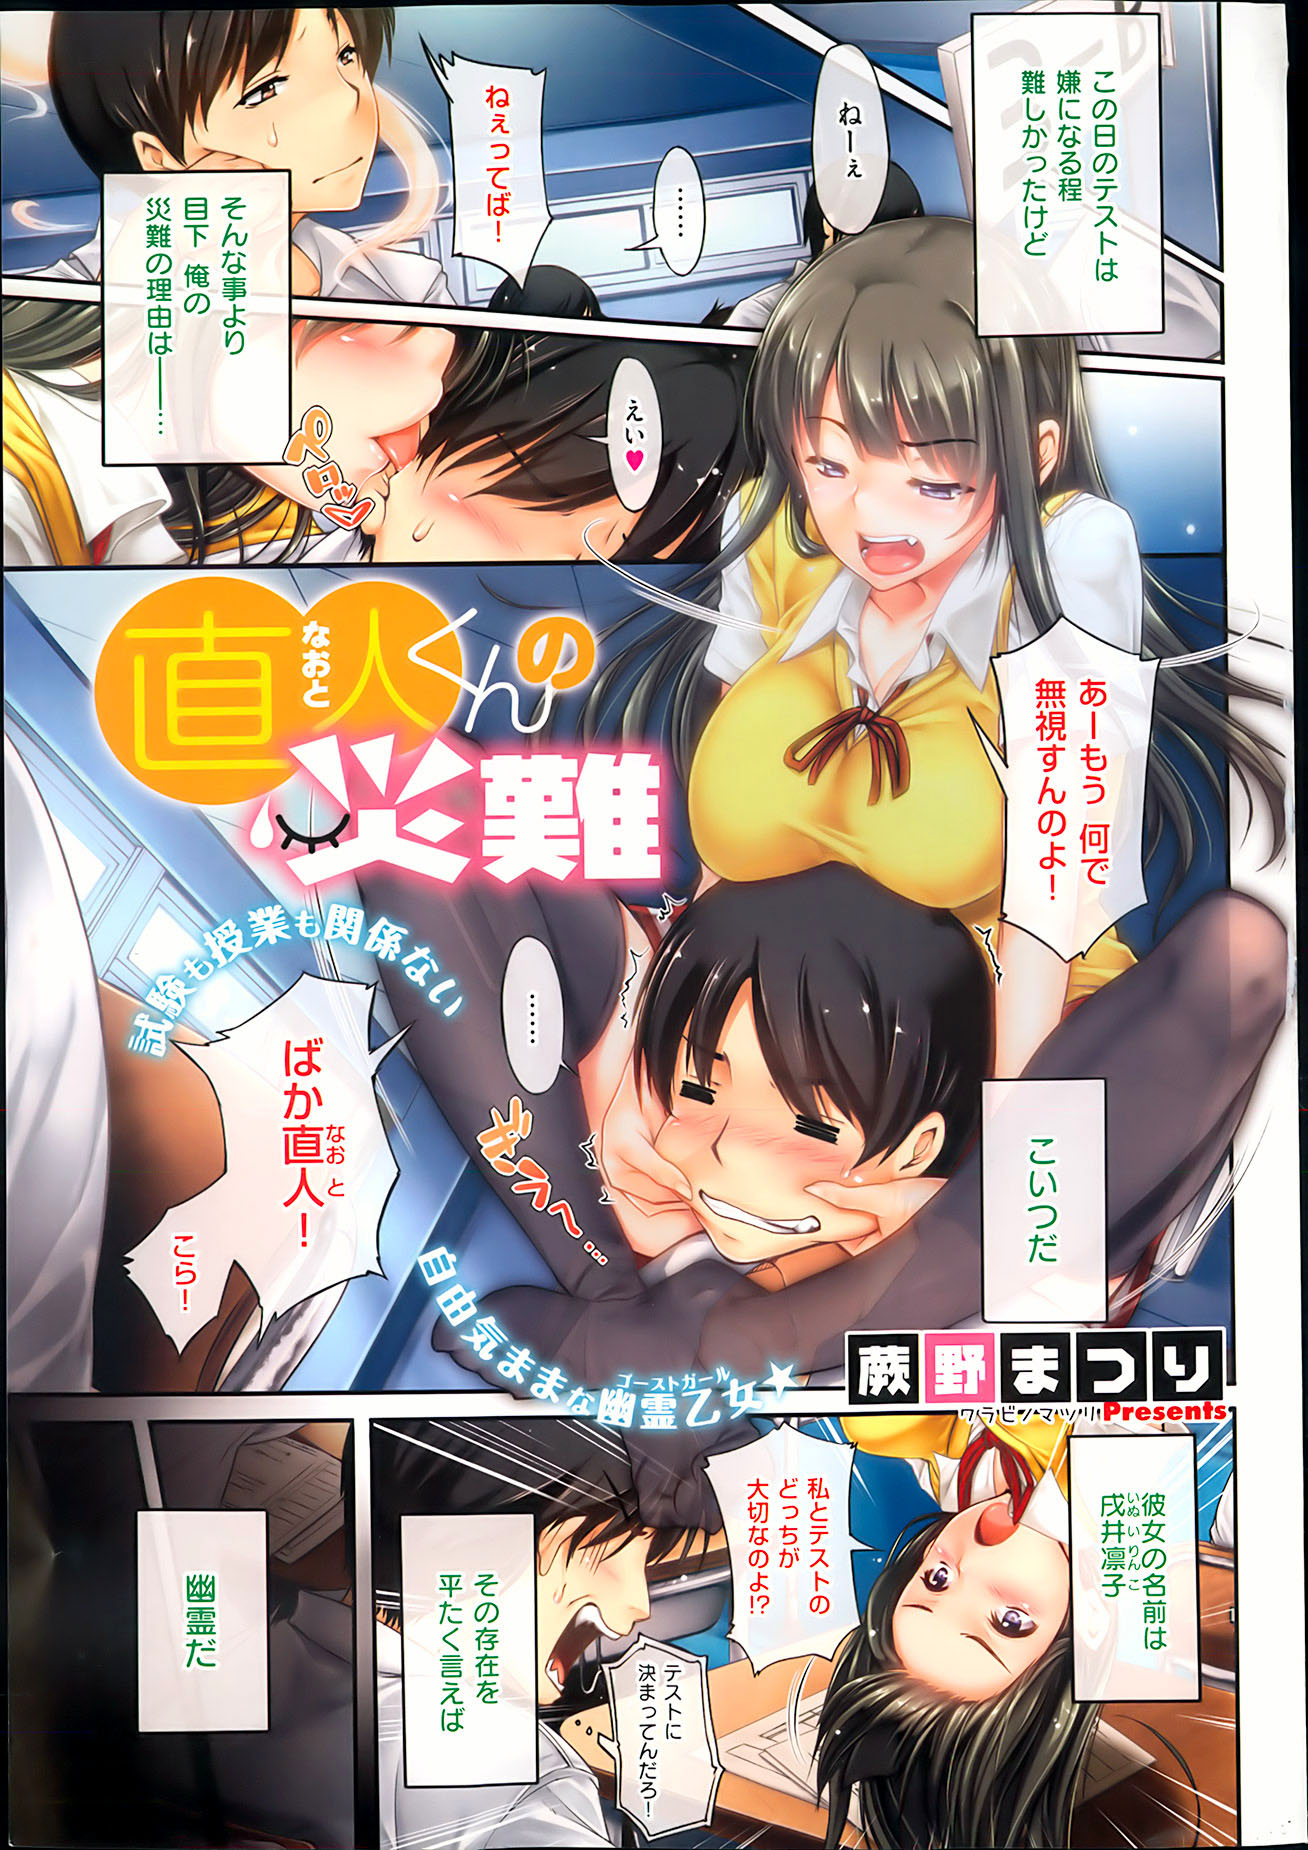 この日のテストは
嫌になる程
難しかったけど
ねーぇ
……
ねぇってば！
そんな事より
目下 俺の
災難の理由は――…
えい♥
ペロッ♡
あーもう 何で
無視すんのよ！
直人くんの
なおと
災難
試験も授業も関係ない
……
ばか直人！
なおと
こら！
こいつだ
自由気ままな幽霊乙女★
ゴーストガール
蕨野まつり
ワラビノマツリ Presents
彼女の名前は
戌井凛子
いぬいりんこ
私とテストの
どっちが
大切なのよ!?
テストに
決まってんだろ！
その存在を
平たく言えば
幽霊だ